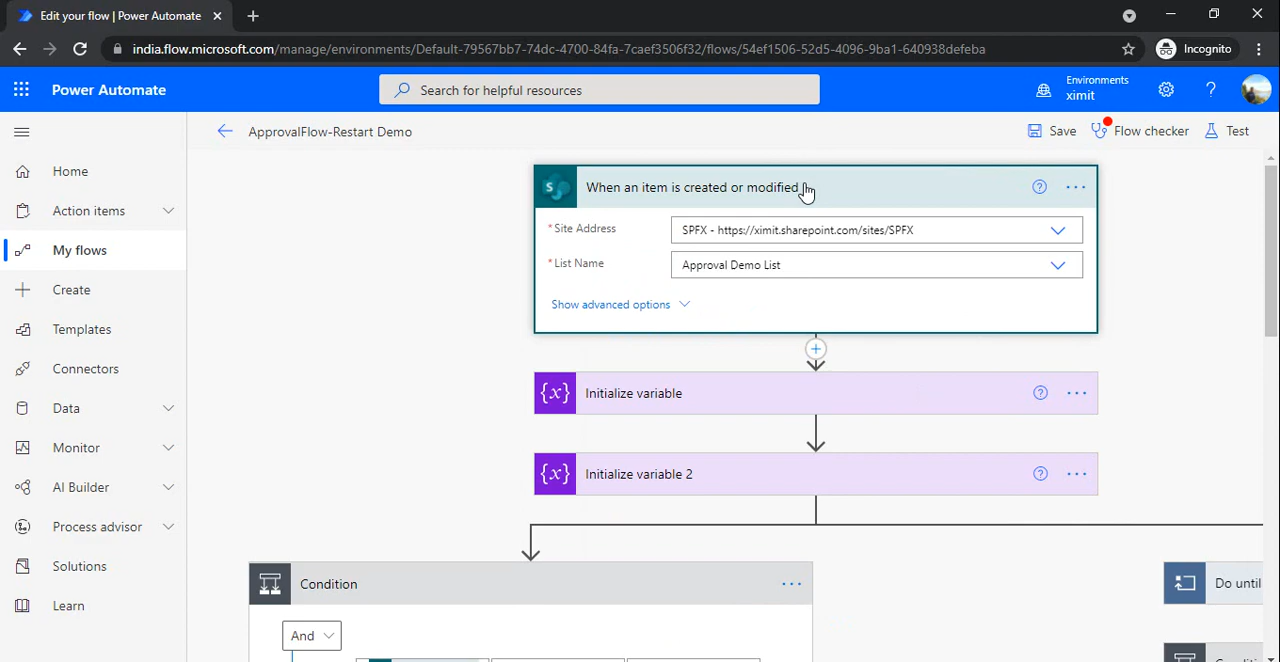 Edit your flow | Power Automate
india.flow.microsoft.com/manage/environments/Default-79567bb7-74dc-4700-84fa-7caef3506f32/flows/54ef1506-52d5-4096-9ba1-640938defeba
Incognito
Power Automate
Search for helpful resources
Environments
ximit
ApprovalFlow-Restart Demo
Save
Flow checker
Test
Home
Action items
My flows
Create
Templates
Connectors
Data
Monitor
AI Builder
Process advisor
Solutions
Learn
When an item is created or modified
* Site Address
SPFX - https://ximit.sharepoint.com/sites/SPFX
* List Name
Approval Demo List
Show advanced options
{x} Initialize variable
{x} Initialize variable 2
Condition
And
Do until